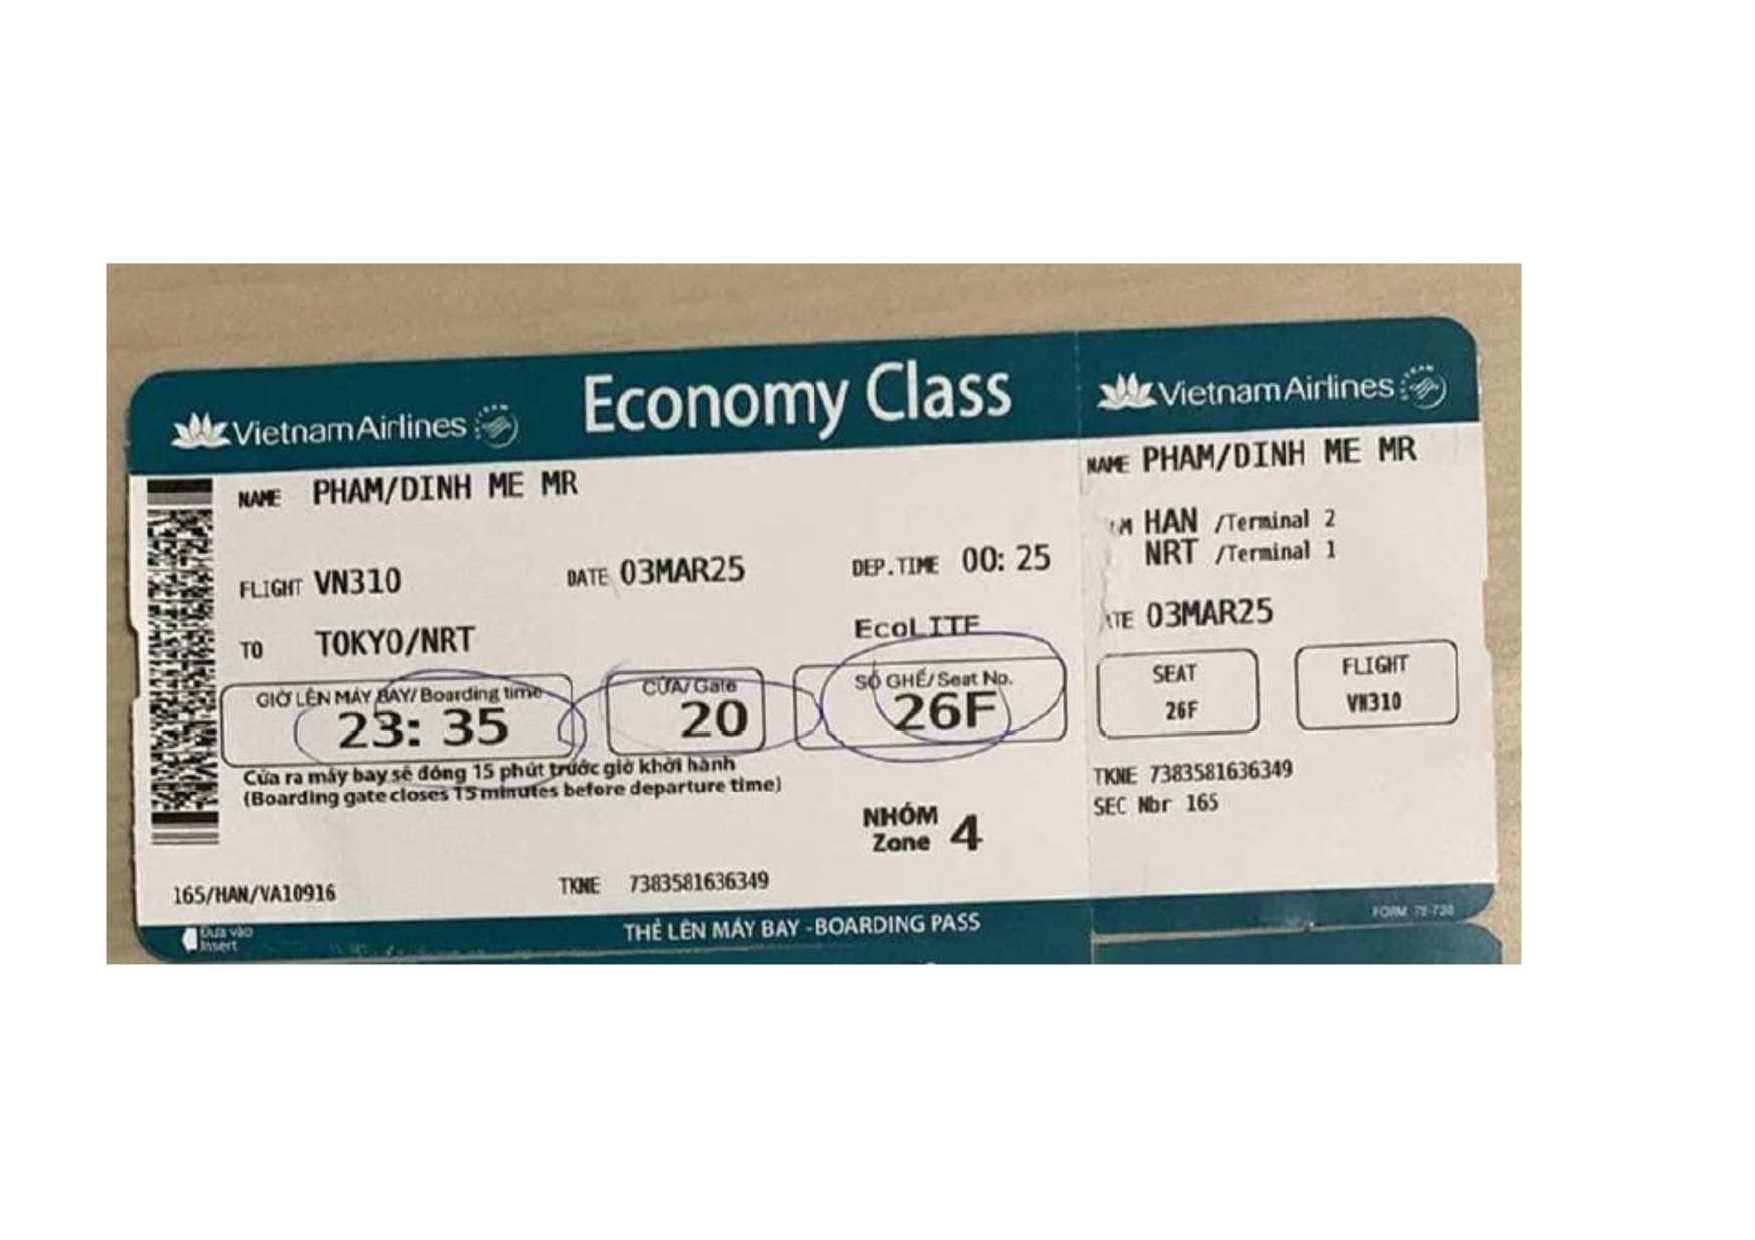 VietnamAirlines
Economy Class
NAME PHAM/DINH ME MR
FLIGHT VN310 DATE 03MAR25 DEP.TIME 00: 25
TO TOKYO/NRT EcoLITE
GIỜ LÊN MÁY BAY/ Boarding time CỬA/ Gate SỐ GHẾ/ Seat No.
23: 35 20 26F
Cửa ra máy bay sẽ đóng 15 phút trước giờ khởi hành
(Boarding gate closes 15 minutes before departure time)
NHÓM
Zone 4
165/HAN/VA10916 TKNE 7383581636349
Đưa vào
Insert
THẺ LÊN MÁY BAY -BOARDING PASS
VietnamAirlines
NAME PHAM/DINH ME MR
HAN /Terminal 2
NRT /Terminal 1
03MAR25
SEAT FLIGHT
26F VN310
TKNE 7383581636349
SEC Nbr 165
FORM